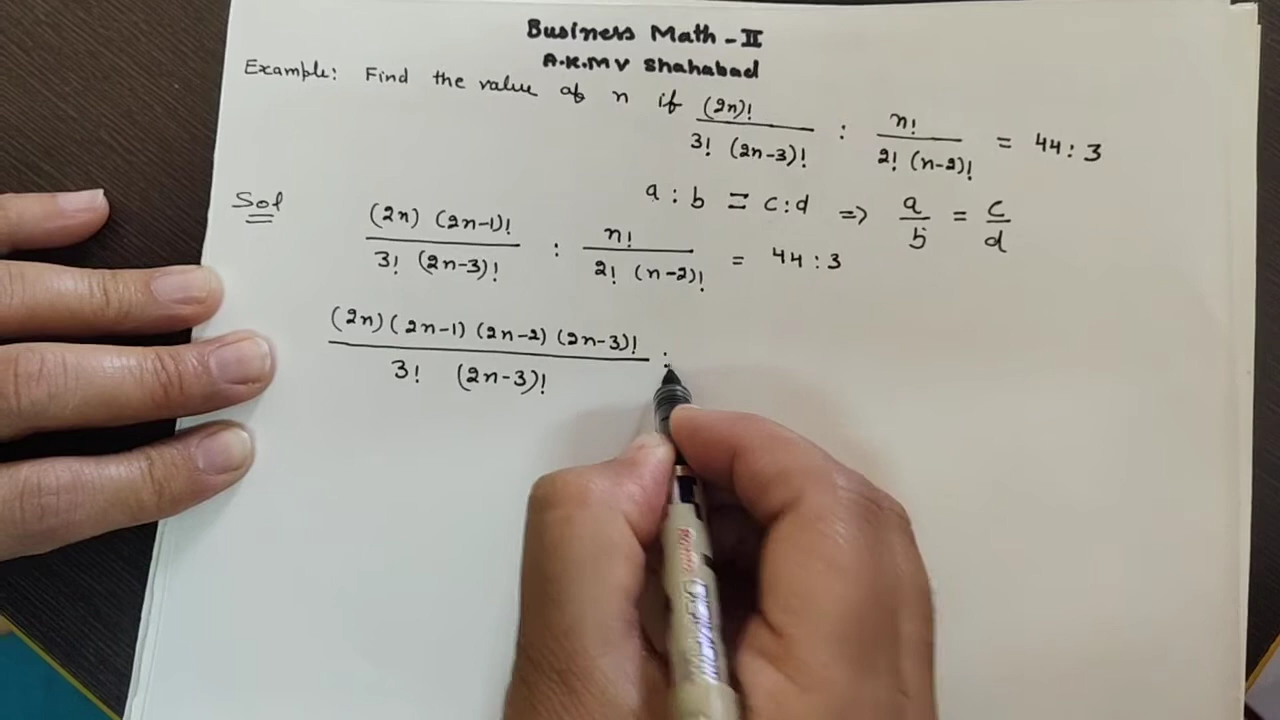 Business Math - II
A.K.M V Shahabad
Example: Find the value of n if (2n)! / 3! (2n-3)! : n! / 2! (n-2)! = 44 : 3
a : b = c : d => a/b = c/d
Sol (2n) (2n-1)! / 3! (2n-3)! : n! / 2! (n-2)! = 44 : 3
(2n) (2n-1) (2n-2) (2n-3)! / 3! (2n-3)! :